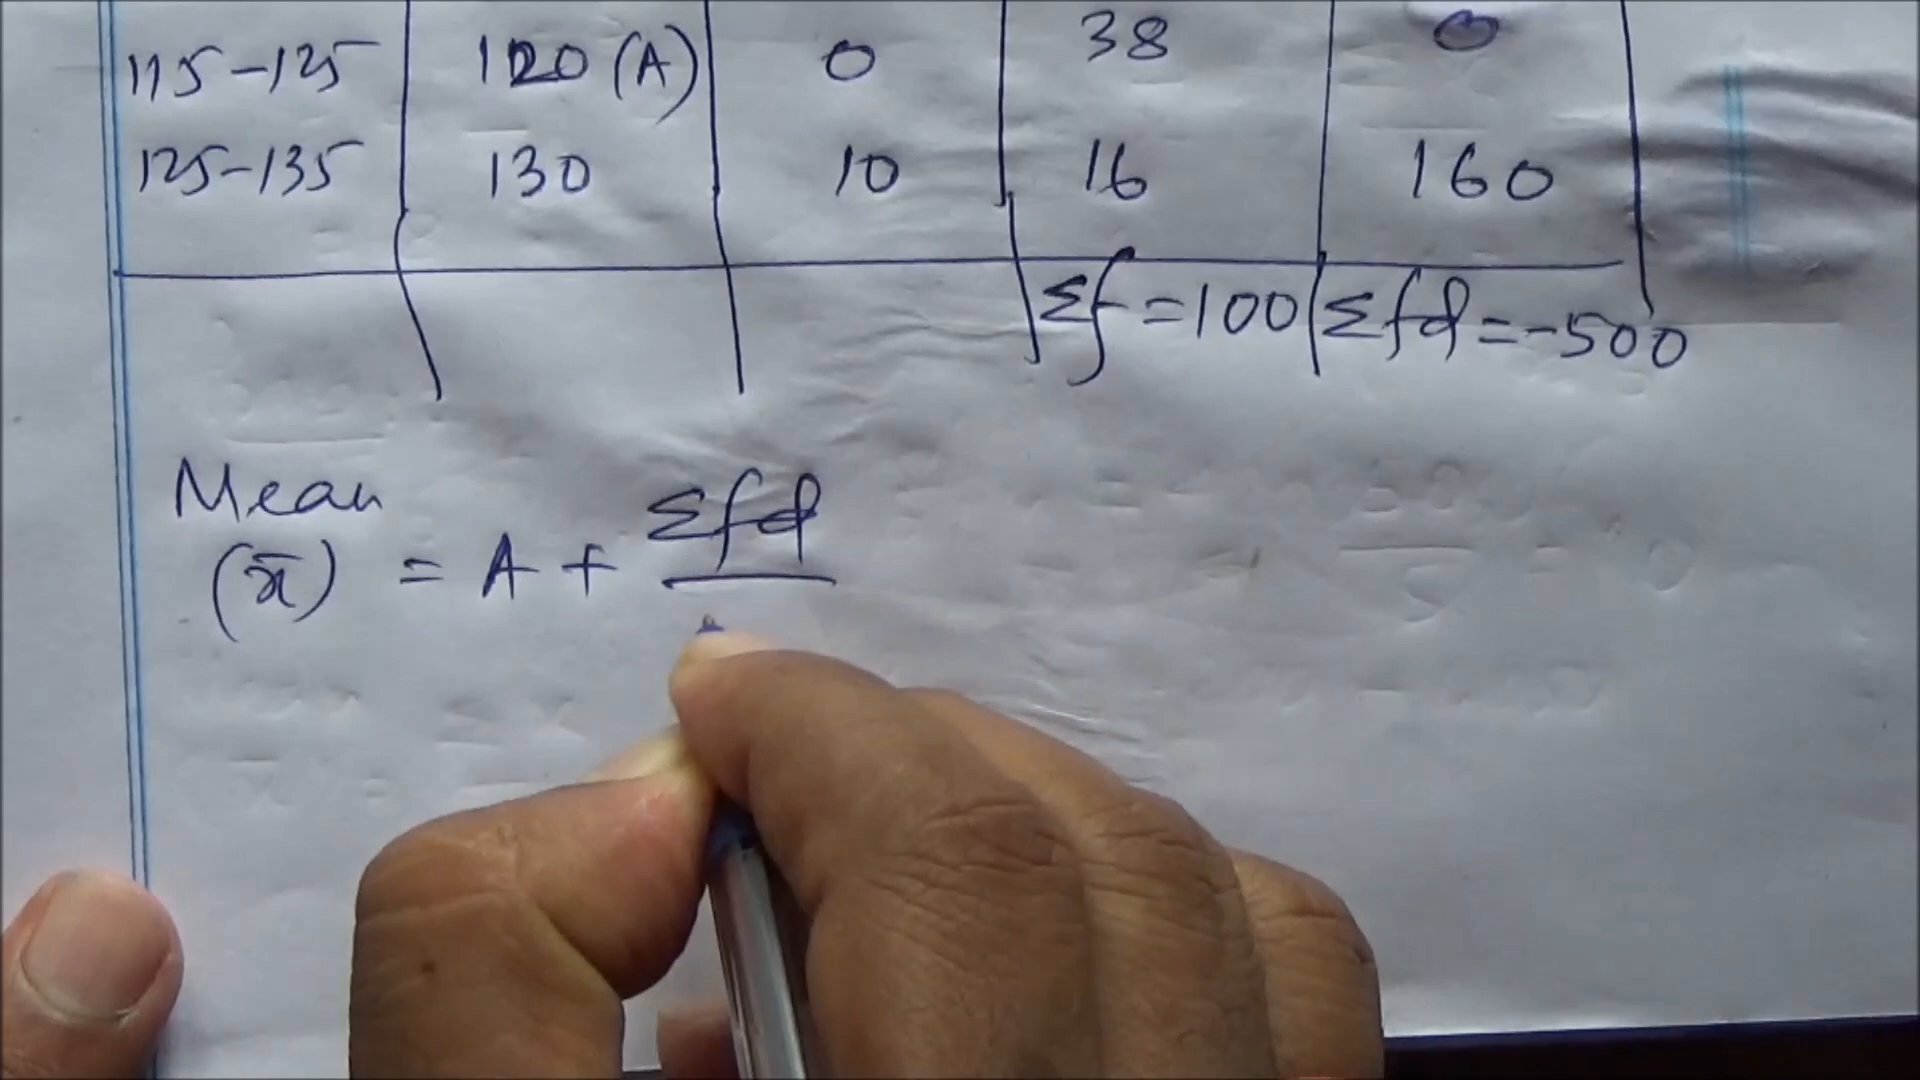 115-125 120 (A) 0 38 0
125-135 130 10 16 160
Σf = 100 Σfd = -500
Mean
(x̄) = A + Σfd